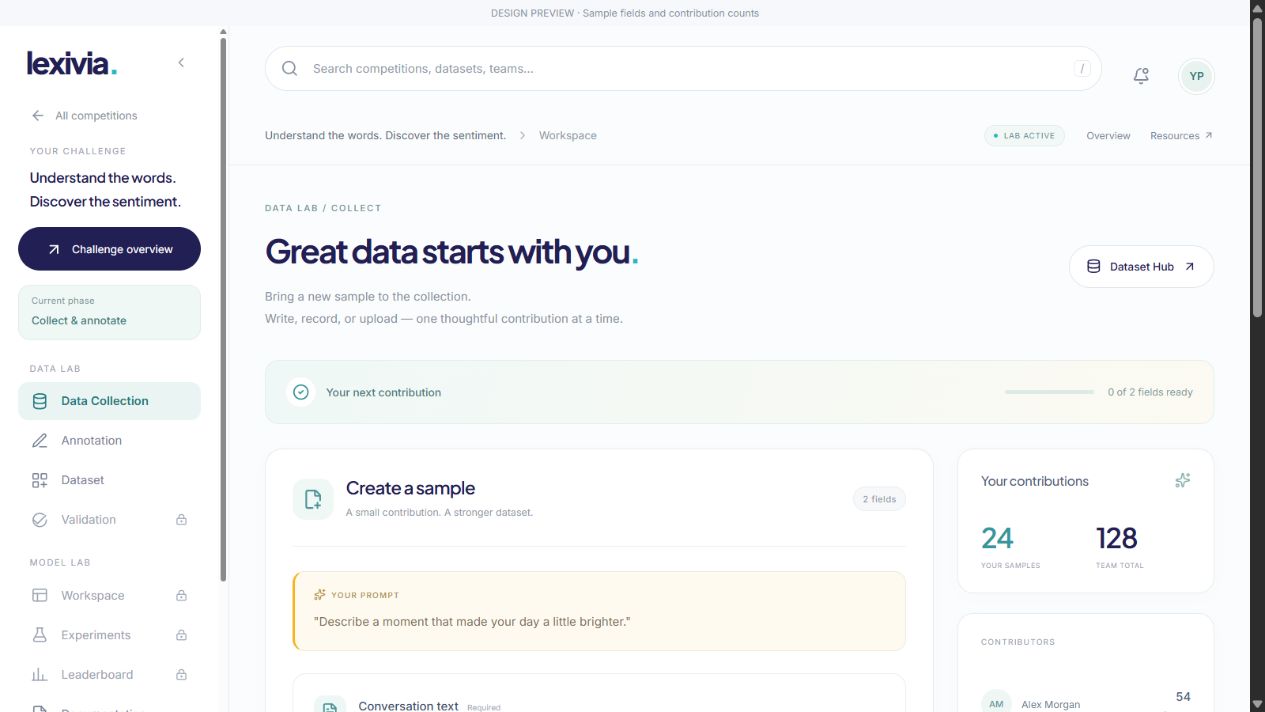 DESIGN PREVIEW · Sample fields and contribution counts
lexivia.
All competitions
YOUR CHALLENGE
Understand the words.
Discover the sentiment.
Challenge overview
Current phase
Collect & annotate
DATA LAB
Data Collection
Annotation
Dataset
Validation
MODEL LAB
Workspace
Experiments
Leaderboard
Search competitions, datasets, teams...
/
YP
Understand the words. Discover the sentiment.
Workspace
LAB ACTIVE
Overview
Resources
DATA LAB / COLLECT
Great data starts with you.
Bring a new sample to the collection.
Write, record, or upload — one thoughtful contribution at a time.
Dataset Hub
Your next contribution
0 of 2 fields ready
Create a sample
A small contribution. A stronger dataset.
2 fields
YOUR PROMPT
"Describe a moment that made your day a little brighter."
Conversation text Required
Your contributions
24
YOUR SAMPLES
128
TEAM TOTAL
CONTRIBUTORS
AM
Alex Morgan
54